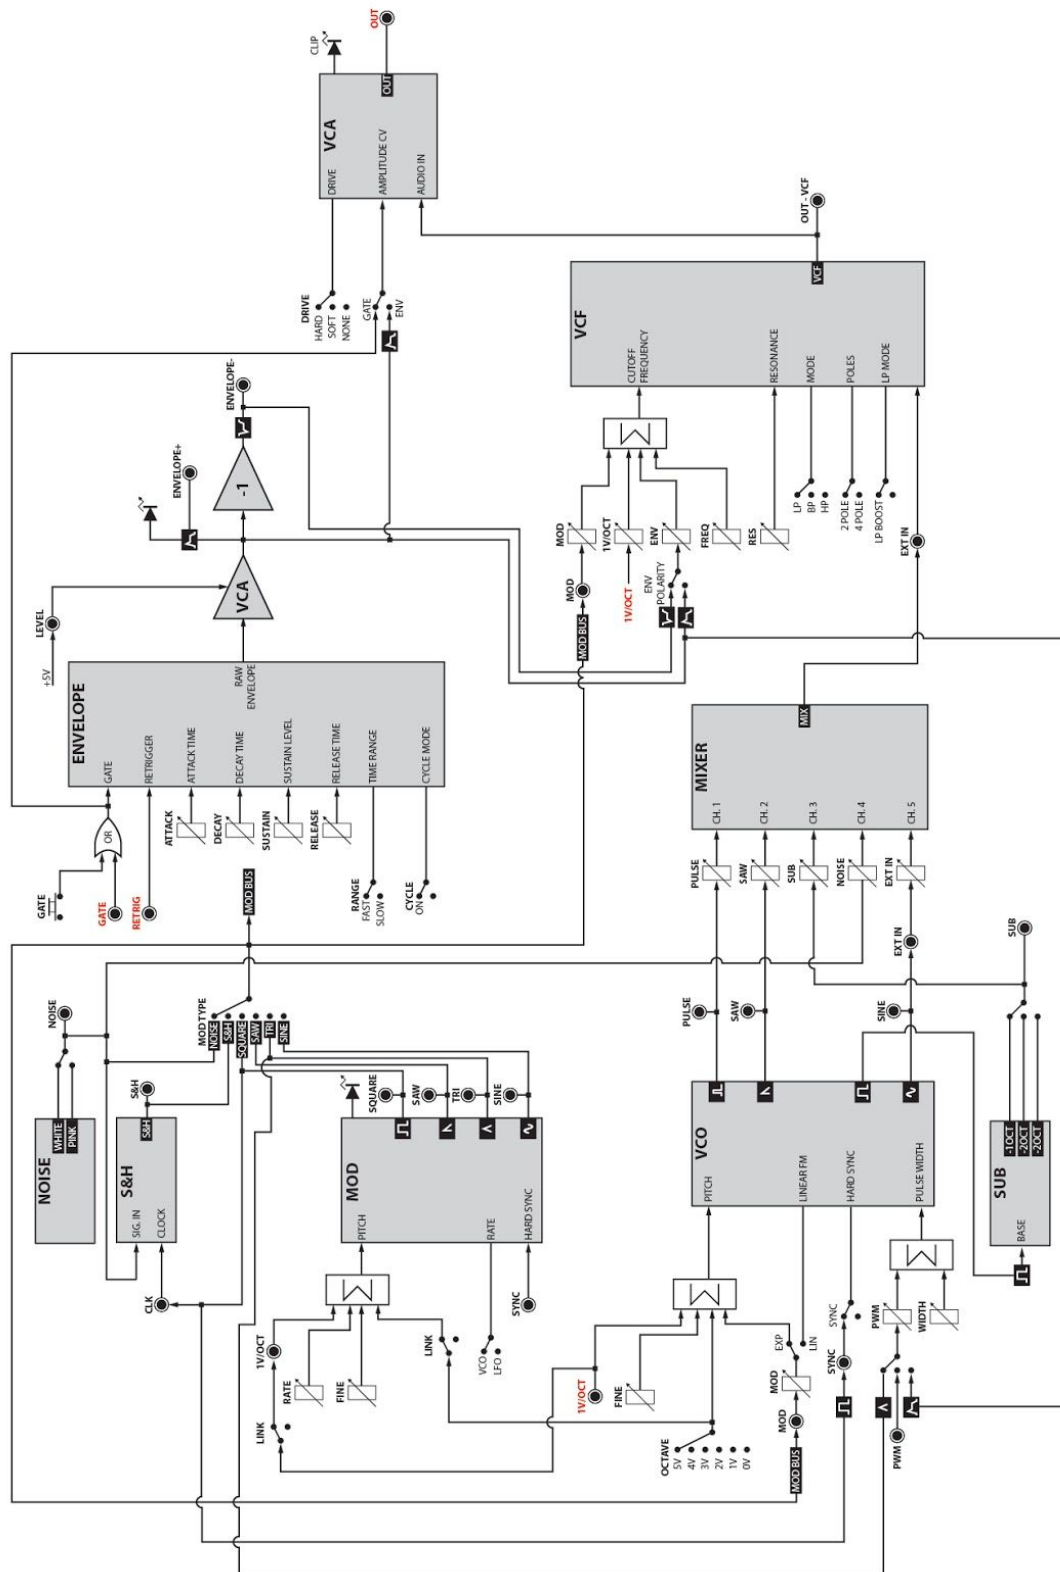 NOISE
WHITE
PINK
NOISE
S&H
SIG. IN
CLOCK
S&H
S&H
CLK
MOD TYPE
NOISE
S&H
SQUARE
SAW
TRI
SINE
MOD BUS
MOD
PITCH
RATE
HARD SYNC
SQUARE
SAW
TRI
SINE
1V/OCT
LINK
RATE
FINE
LINK
VCO
LFO
SYNC
VCO
PITCH
LINEAR FM
HARD SYNC
PULSE WIDTH
PULSE
SAW
SINE
1V/OCT
FINE
OCTAVE
5V
4V
3V
2V
1V
0V
EXP
LIN
MOD
MOD
MOD BUS
SYNC
SYNC
PWM
WIDTH
PWM
SUB
BASE
-1OCT
-2OCT
-2OCT
SUB
EXT IN
MIXER
CH. 1
CH. 2
CH. 3
CH. 4
CH. 5
MIX
PULSE
SAW
SUB
NOISE
EXT IN
ENVELOPE
GATE
RETRIGGER
ATTACK TIME
DECAY TIME
SUSTAIN LEVEL
RELEASE TIME
TIME RANGE
CYCLE MODE
RAW
ENVELOPE
GATE
GATE
OR
RETRIG
ATTACK
DECAY
SUSTAIN
RELEASE
RANGE
FAST
SLOW
CYCLE
ON
+5V
LEVEL
VCA
-1
ENVELOPE+
ENVELOPE-
VCF
CUTOFF
FREQUENCY
RESONANCE
MODE
POLES
LP MODE
VCF
MOD BUS
MOD
MOD
1V/OCT
1V/OCT
ENV
POLARITY
ENV
FREQ
RES
LP
BP
HP
2 POLE
4 POLE
LP BOOST
EXT IN
OUT - VCF
VCA
DRIVE
AMPLITUDE CV
AUDIO IN
OUT
DRIVE
HARD
SOFT
NONE
GATE
ENV
CLIP
OUT